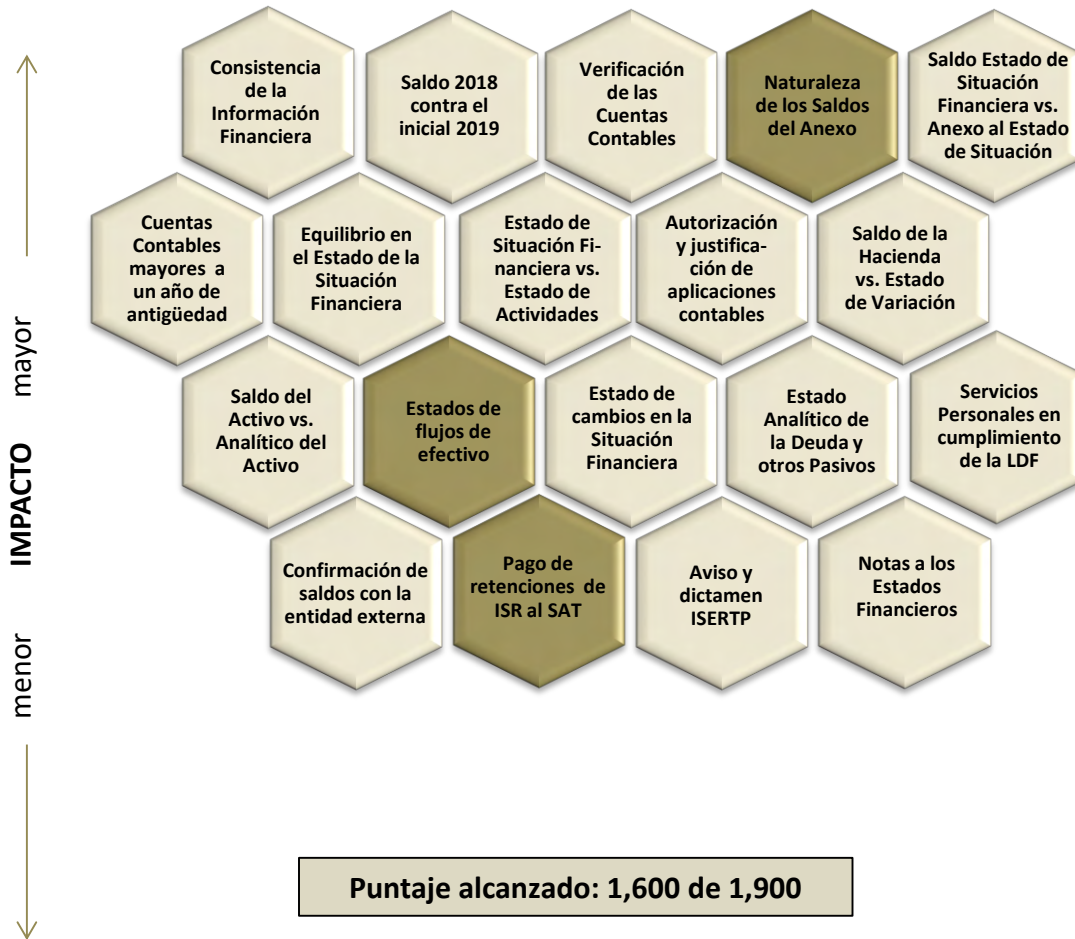 Consistencia
de la
Información
Financiera
Saldo 2018
contra el
inicial 2019
Verificación
de las
Cuentas
Contables
Naturaleza
de los Saldos
del Anexo
Saldo Estado de
Situación
Financiera vs.
Anexo al Estado
de Situación
Cuentas
Contables
mayores a
un año de
antigüedad
Equilibrio en
el Estado de la
Situación
Financiera
Estado de
Situación Fi-
nanciera vs.
Estado de
Actividades
Autorización
y justifica-
ción de
aplicaciones
contables
Saldo de la
Hacienda
vs. Estado
de Variación
Saldo del
Activo vs.
Analítico del
Activo
Estados de
flujos de
efectivo
Estado de
cambios en la
Situación
Financiera
Estado
Analítico de
la Deuda y
otros Pasivos
Servicios
Personales en
cumplimiento
de la LDF
Confirmación de
saldos con la
entidad externa
Pago de
retenciones de
ISR al SAT
Aviso y
dictamen
ISERTP
Notas a los
Estados
Financieros
menor IMPACTO mayor
Puntaje alcanzado: 1,600 de 1,900